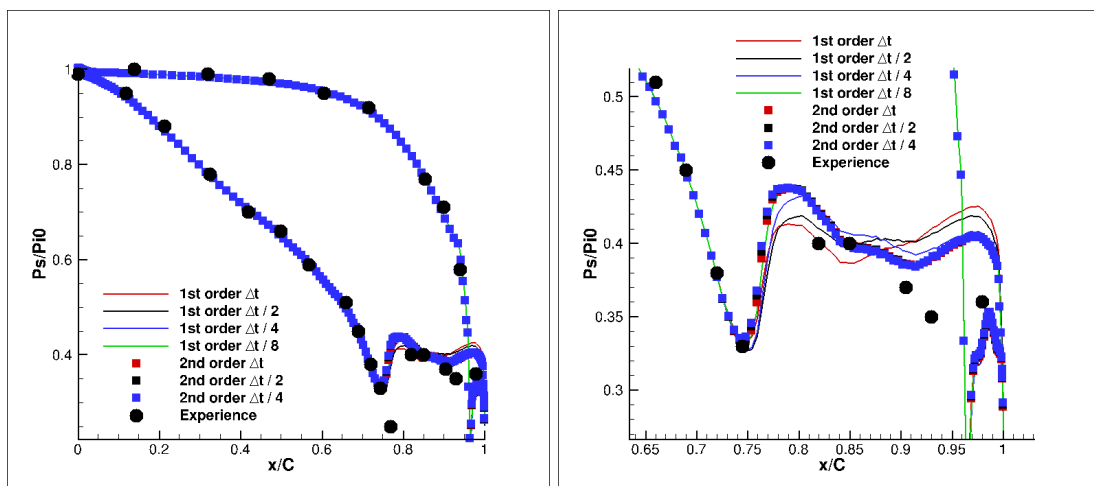 Ps/Pi0
1
0.8
0.6
0.4
0
0.2
0.4
0.6
0.8
1
x/C
1st order Δt
1st order Δt / 2
1st order Δt / 4
1st order Δt / 8
2nd order Δt
2nd order Δt / 2
2nd order Δt / 4
Experience
1st order Δt
1st order Δt / 2
1st order Δt / 4
1st order Δt / 8
2nd order Δt
2nd order Δt / 2
2nd order Δt / 4
Experience
Ps/Pi0
0.5
0.45
0.4
0.35
0.3
0.65
0.7
0.75
0.8
0.85
0.9
0.95
1
x/C